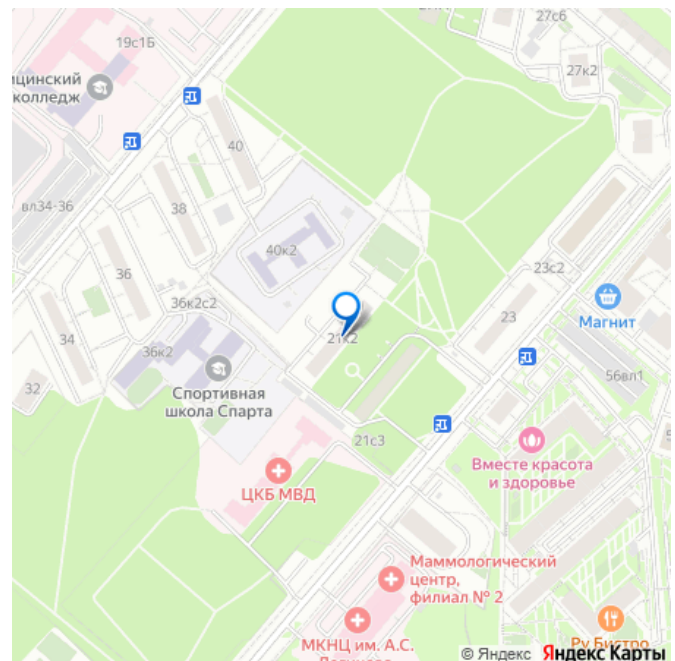 27с6
19с1Б
27к2
ицинский
колледж
40
вл34-36
38
40к2
23с2
36
36к2с2
Магнит
23
21к2
34
36к2
56вл1
32
Спортивная
школа Спарта
21с3
Вместе красота
и здоровье
ЦКБ МВД
Маммологический
центр,
филиал № 2
МКНЦ им. А.С.
Ру Бистро
© Яндекс Яндекс Карты